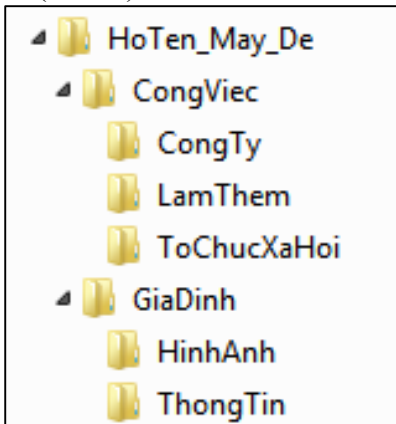 HoTen_May_De
CongViec
CongTy
LamThem
ToChucXaHoi
GiaDinh
HinhAnh
ThongTin